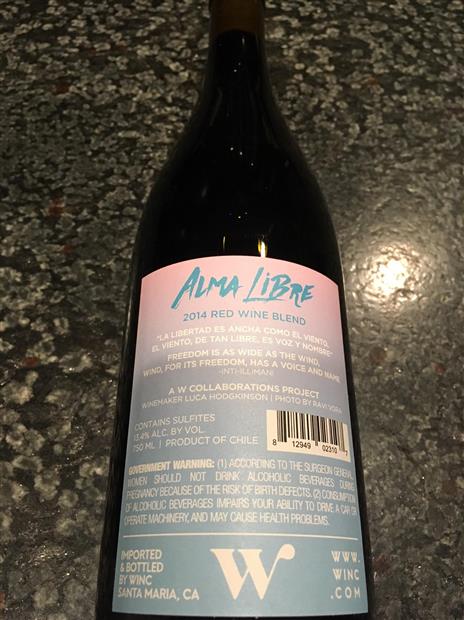 ALMA LiBRE
2014 RED WINE BLEND
"LA LIBERTAD ES ANCHA COMO EL VIENTO,
EL VIENTO, DE TAN LIBRE, ES VOZ Y NOMBRE"
FREEDOM IS AS WIDE AS THE WIND,
WIND, FOR ITS FREEDOM, HAS A VOICE AND NAME
-INTI-ILLIMANI
A W COLLABORATIONS PROJECT
WINEMAKER LUCA HODGKINSON | PHOTO BY RAVI VORA
CONTAINS SULFITES
13.4% ALC. BY VOL.
750 ML | PRODUCT OF CHILE
8 12949 02310 7
GOVERNMENT WARNING: (1) ACCORDING TO THE SURGEON GENERAL,
WOMEN SHOULD NOT DRINK ALCOHOLIC BEVERAGES DURING
PREGNANCY BECAUSE OF THE RISK OF BIRTH DEFECTS. (2) CONSUMPTION
OF ALCOHOLIC BEVERAGES IMPAIRS YOUR ABILITY TO DRIVE A CAR OR
OPERATE MACHINERY, AND MAY CAUSE HEALTH PROBLEMS.
IMPORTED
& BOTTLED
BY WINC
SANTA MARIA, CA
W
WWW.
WINC
.COM